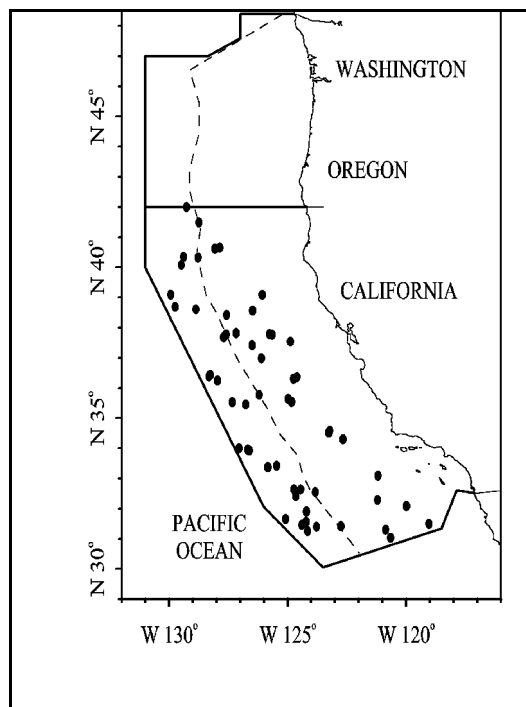 WASHINGTON
N 45°
OREGON
N 40°
CALIFORNIA
N 35°
PACIFIC
OCEAN
N 30°
W 130° W 125° W 120°